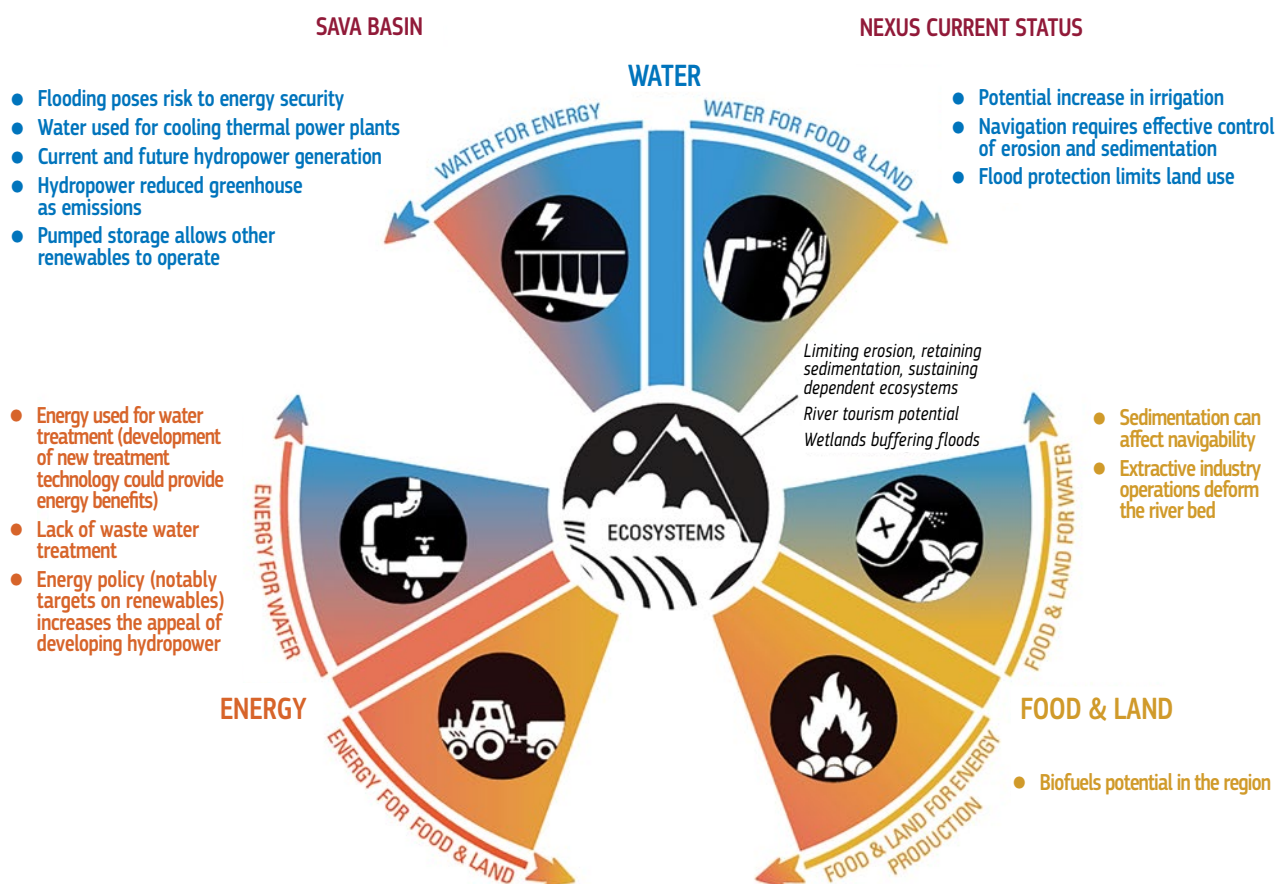 SAVA BASIN
NEXUS CURRENT STATUS
WATER
● Flooding poses risk to energy security
● Water used for cooling thermal power plants
● Current and future hydropower generation
● Hydropower reduced greenhouse
as emissions
● Pumped storage allows other
renewables to operate
WATER FOR ENERGY
WATER FOR FOOD & LAND
● Potential increase in irrigation
● Navigation requires effective control
of erosion and sedimentation
● Flood protection limits land use
Limiting erosion, retaining
sedimentation, sustaining
dependent ecosystems
River tourism potential
Wetlands buffering floods
● Energy used for water
treatment (development
of new treatment
technology could provide
energy benefits)
● Lack of waste water
treatment
● Energy policy (notably
targets on renewables)
increases the appeal of
developing hydropower
ENERGY FOR WATER
ECOSYSTEMS
FOOD & LAND FOR WATER
● Sedimentation can
affect navigability
● Extractive industry
operations deform
the river bed
ENERGY
FOOD & LAND
ENERGY FOR FOOD & LAND
FOOD & LAND FOR ENERGY
PRODUCTION
● Biofuels potential in the region